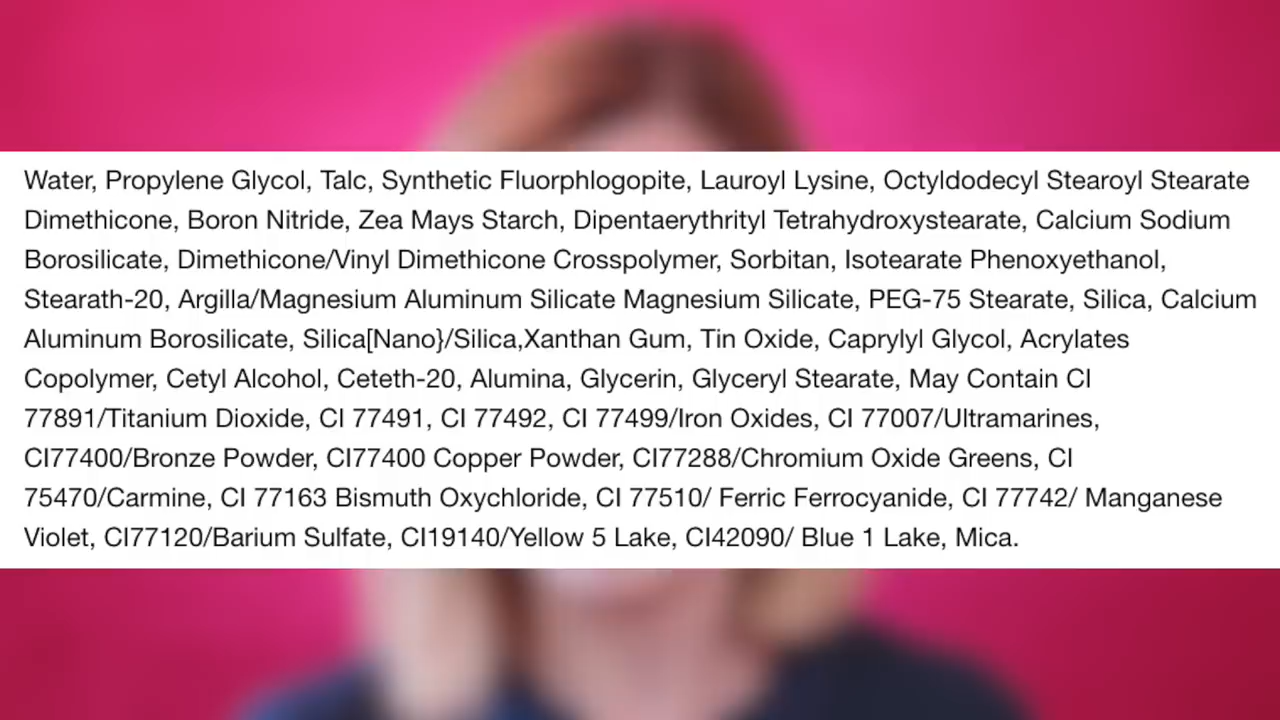 Water, Propylene Glycol, Talc, Synthetic Fluorphlogopite, Lauroyl Lysine, Octyldodecyl Stearoyl Stearate
Dimethicone, Boron Nitride, Zea Mays Starch, Dipentaerythrityl Tetrahydroxystearate, Calcium Sodium
Borosilicate, Dimethicone/Vinyl Dimethicone Crosspolymer, Sorbitan, Isotearate Phenoxyethanol,
Stearath-20, Argilla/Magnesium Aluminum Silicate Magnesium Silicate, PEG-75 Stearate, Silica, Calcium
Aluminum Borosilicate, Silica[Nano}/Silica,Xanthan Gum, Tin Oxide, Caprylyl Glycol, Acrylates
Copolymer, Cetyl Alcohol, Ceteth-20, Alumina, Glycerin, Glyceryl Stearate, May Contain CI
77891/Titanium Dioxide, CI 77491, CI 77492, CI 77499/Iron Oxides, CI 77007/Ultramarines,
CI77400/Bronze Powder, CI77400 Copper Powder, CI77288/Chromium Oxide Greens, CI
75470/Carmine, CI 77163 Bismuth Oxychloride, CI 77510/ Ferric Ferrocyanide, CI 77742/ Manganese
Violet, CI77120/Barium Sulfate, CI19140/Yellow 5 Lake, CI42090/ Blue 1 Lake, Mica.